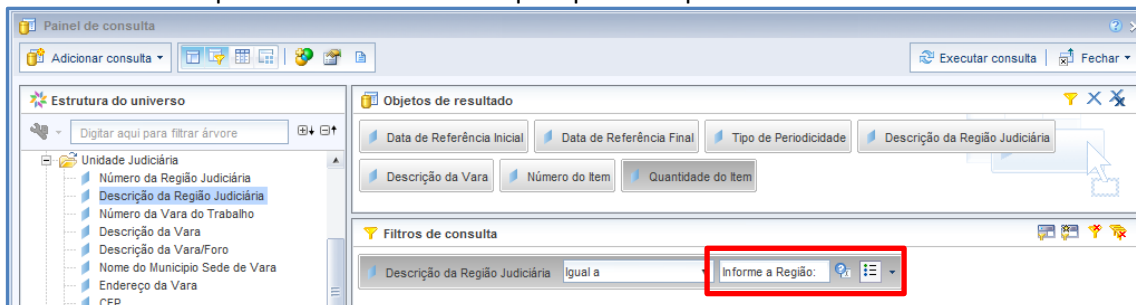 Painel de consulta
Adicionar consulta
Executar consulta
Fechar
Estrutura do universo
Digitar aqui para filtrar árvore
Unidade Judiciária
Número da Região Judiciária
Descrição da Região Judiciária
Número da Vara do Trabalho
Descrição da Vara
Descrição da Vara/Foro
Nome do Municipio Sede de Vara
Endereço da Vara
CEP
Objetos de resultado
Data de Referência Inicial
Data de Referência Final
Tipo de Periodicidade
Descrição da Região Judiciária
Descrição da Vara
Número do Item
Quantidade do Item
Filtros de consulta
Descrição da Região Judiciária
Igual a
Informe a Região: